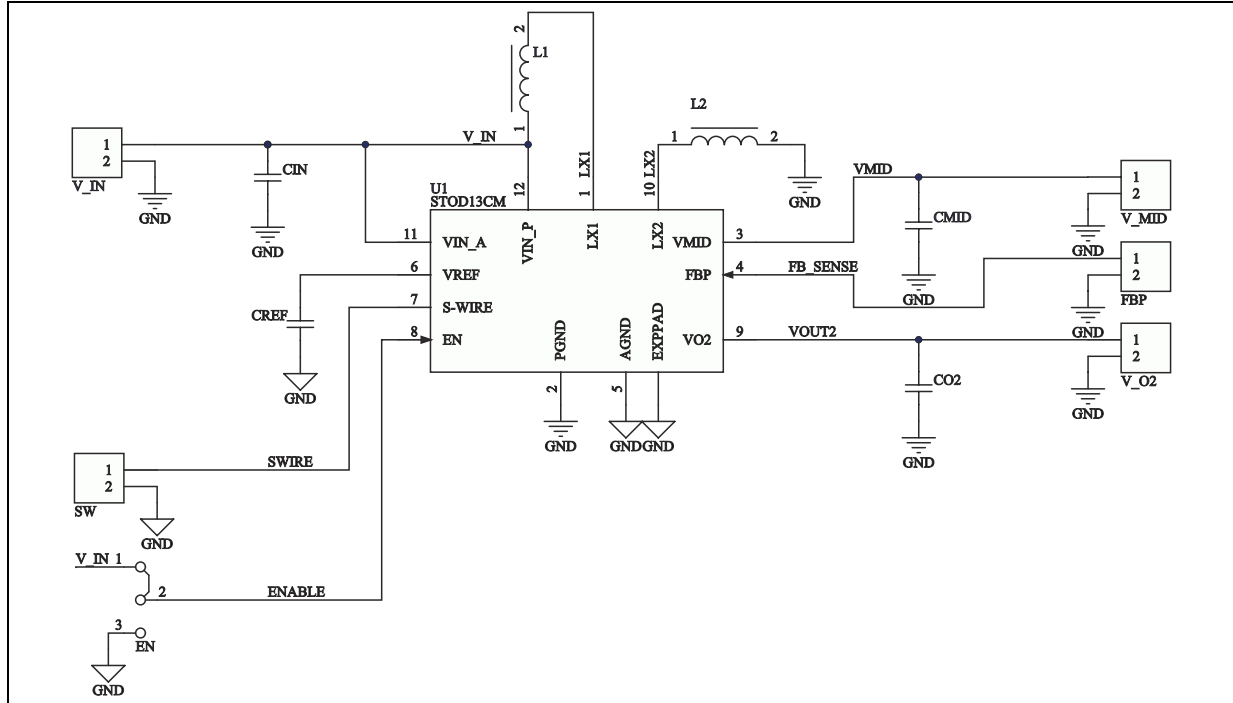 2
L1
1
V_IN
1
2
V_IN
GND
CIN
GND
L2
1
2
GND
12
1
LX1
10
LX2
U1
STOD13CM
11
VIN_A
VIN_P
LX1
LX2
VMID
3
VMID
CMID
GND
1
2
V_MID
GND
6
VREF
FBP
4
FB_SENSE
1
2
FBP
GND
7
S-WIRE
CREF
GND
8
EN
PGND
AGND
EXPPAD
VO2
9
VOUT2
CO2
GND
1
2
V_O2
GND
2
5
GND
GND
GND
1
2
SW
SWIRE
GND
V_IN 1
2
ENABLE
3
EN
GND